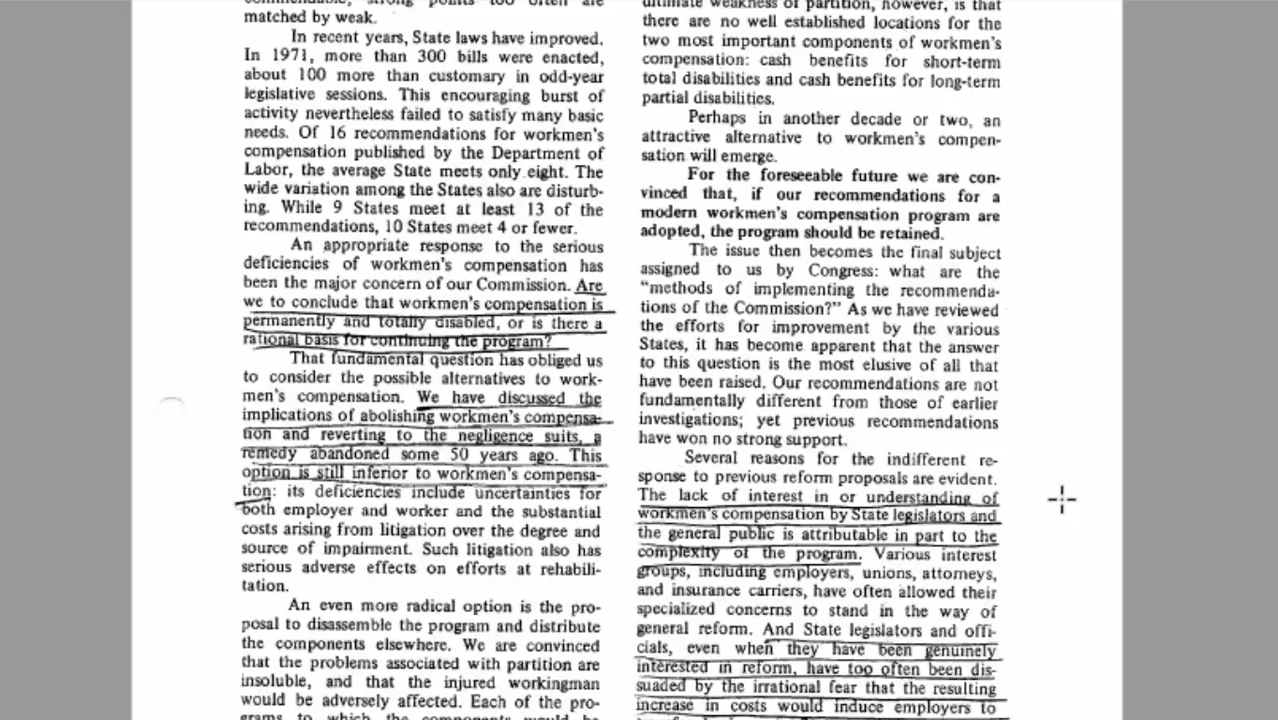 commendable, strong points too often are
matched by weak.
In recent years, State laws have improved.
In 1971, more than 300 bills were enacted,
about 100 more than customary in odd-year
legislative sessions. This encouraging burst of
activity nevertheless failed to satisfy many basic
needs. Of 16 recommendations for workmen's
compensation published by the Department of
Labor, the average State meets only eight. The
wide variation among the States also are disturb-
ing. While 9 States meet at least 13 of the
recommendations, 10 States meet 4 or fewer.
An appropriate response to the serious
deficiencies of workmen's compensation has
been the major concern of our Commission. Are
we to conclude that workmen's compensation is
permanently and totally disabled, or is there a
rational basis for continuing the program?
That fundamental question has obliged us
to consider the possible alternatives to work-
men's compensation. We have discussed the
implications of abolishing workmen's compensa-
tion and reverting to the negligence suits, a
remedy abandoned some 50 years ago. This
option is still inferior to workmen's compensa-
tion: its deficiencies include uncertainties for
both employer and worker and the substantial
costs arising from litigation over the degree and
source of impairment. Such litigation also has
serious adverse effects on efforts at rehabili-
tation.
An even more radical option is the pro-
posal to disassemble the program and distribute
the components elsewhere. We are convinced
that the problems associated with partition are
insoluble, and that the injured workingman
would be adversely affected. Each of the pro-
grams to which the components would be
ultimate weakness of partition, however, is that
there are no well established locations for the
two most important components of workmen's
compensation: cash benefits for short-term
total disabilities and cash benefits for long-term
partial disabilities.
Perhaps in another decade or two, an
attractive alternative to workmen's compen-
sation will emerge.
For the foreseeable future we are con-
vinced that, if our recommendations for a
modern workmen's compensation program are
adopted, the program should be retained.
The issue then becomes the final subject
assigned to us by Congress: what are the
"methods of implementing the recommenda-
tions of the Commission?" As we have reviewed
the efforts for improvement by the various
States, it has become apparent that the answer
to this question is the most elusive of all that
have been raised. Our recommendations are not
fundamentally different from those of earlier
investigations; yet previous recommendations
have won no strong support.
Several reasons for the indifferent re-
sponse to previous reform proposals are evident.
The lack of interest in or understanding of
workmen's compensation by State legislators and
the general public is attributable in part to the
complexity of the program. Various interest
groups, including employers, unions, attorneys,
and insurance carriers, have often allowed their
specialized concerns to stand in the way of
general reform. And State legislators and offi-
cials, even when they have been genuinely
interested in reform, have too often been dis-
suaded by the irrational fear that the resulting
increase in costs would induce employers to